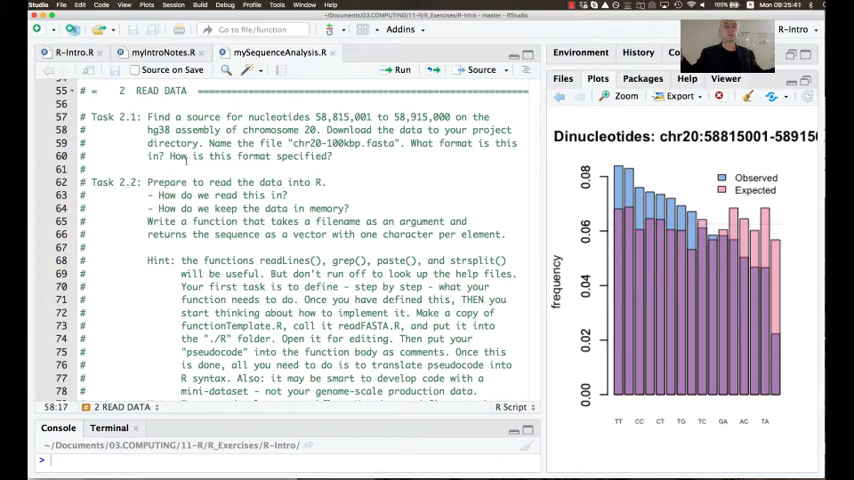 Studio File Edit Code View Plots Session Build Debug Profile Tools Window Help
100% Mon 09:25:41
~/Documents/03.COMPUTING/11-R/R_Exercises/R-Intro - master - RStudio
Go to file/function
Addins
R-Intro
R-Intro.R
myIntroNotes.R
mySequenceAnalysis.R
Source on Save
Run
Source
55 # = 2 READ DATA ====================================================
56
57 # Task 2.1: Find a source for nucleotides 58,815,001 to 58,915,000 on the
58 # hg38 assembly of chromosome 20. Download the data to your project
59 # directory. Name the file "chr20-100kbp.fasta". What format is this
60 # in? How is this format specified?
61 #
62 # Task 2.2: Prepare to read the data into R.
63 # - How do we read this in?
64 # - How do we keep the data in memory?
65 # Write a function that takes a filename as an argument and
66 # returns the sequence as a vector with one character per element.
67 #
68 # Hint: the functions readLines(), grep(), paste(), and strsplit()
69 # will be useful. But don't run off to look up the help files.
70 # Your first task is to define - step by step - what your
71 # function needs to do. Once you have defined this, THEN you
72 # start thinking about how to implement it. Make a copy of
73 # functionTemplate.R, call it readFASTA.R, and put it into
74 # the "./R" folder. Open it for editing. Then put your
75 # "pseudocode" into the function body as comments. Once this
76 # is done, all you need to do is to translate pseudocode into
77 # R syntax. Also: it may be smart to develop code with a
78 # mini-dataset - not your genome-scale production data.
58:17
2 READ DATA
R Script
Console
Terminal
~/Documents/03.COMPUTING/11-R/R_Exercises/R-Intro/
>
Environment
History
Files
Plots
Packages
Help
Viewer
Zoom
Export
Dinucleotides: chr20:58815001-589150
Observed
Expected
frequency
0.08
0.06
0.04
0.02
0.00
TT CC CT TG TC GA AC TA